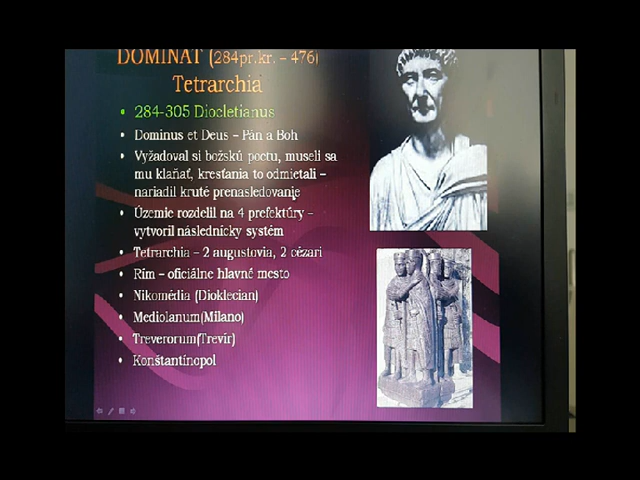 DOMINAT (284pr.kr. – 476)
Tetrarchia
• 284-305 Diocletianus
• Dominus et Deus – Pán a Boh
• Vyžadoval si božskú poctu, museli sa
mu klaňať, kresťania to odmietali –
nariadil kruté prenasledovanie
• Územie rozdelil na 4 prefektúry –
vytvoril následnícky systém
• Tetrarchia – 2 augustovia, 2 cézari
• Rím – oficiálne hlavné mesto
• Nikomédia (Dioklecian)
• Mediolanum(Milano)
• Treverorum(Trevír)
• Konštantínopol